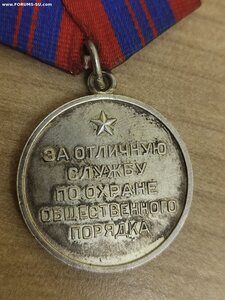 © www.FORUMS-SU.com
ЗА ОТЛИЧНУЮ
СЛУЖБУ
ПО ОХРАНЕ
ОБЩЕСТВЕННОГО
ПОРЯДКА